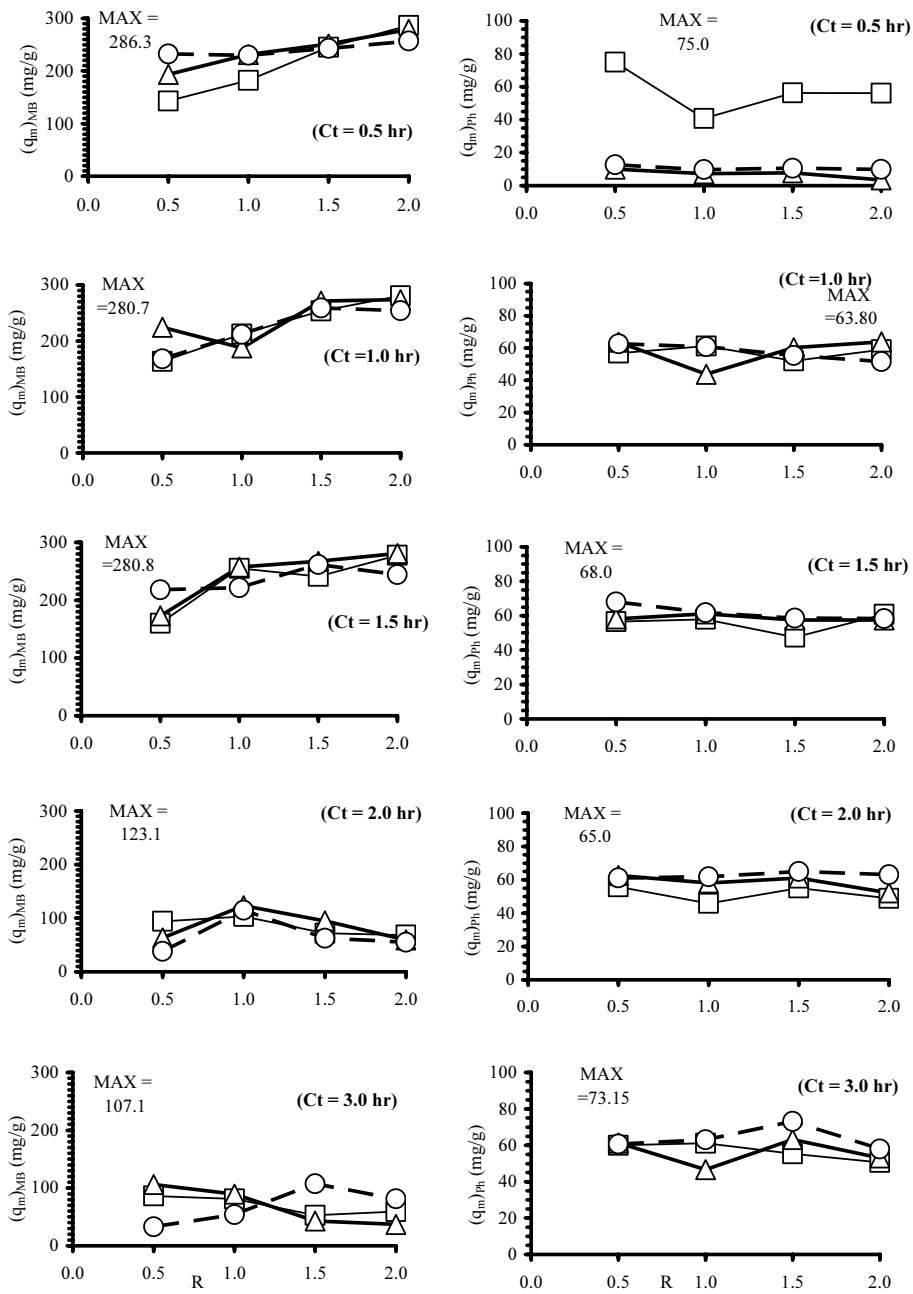 MAX =
286.3
(Ct = 0.5 hr)
(qm)MB (mg/g)
300
200
100
0
0.0 0.5 1.0 1.5 2.0
MAX =
75.0
(Ct = 0.5 hr)
(qm)Ph (mg/g)
100
80
60
40
20
0
0.0 0.5 1.0 1.5 2.0
MAX
=280.7
(Ct =1.0 hr)
(qm)MB (mg/g)
300
200
100
0
0.0 0.5 1.0 1.5 2.0
(Ct =1.0 hr)
MAX
=63.80
(qm)Ph (mg/g)
100
80
60
40
20
0
0.0 0.5 1.0 1.5 2.0
MAX
=280.8
(Ct = 1.5 hr)
(qm)MB (mg/g)
300
200
100
0
0.0 0.5 1.0 1.5 2.0
MAX =
68.0
(Ct = 1.5 hr)
(qm)Ph (mg/g)
100
80
60
40
20
0
0.0 0.5 1.0 1.5 2.0
MAX =
123.1
(Ct = 2.0 hr)
(qm)MB (mg/g)
300
200
100
0
0.0 0.5 1.0 1.5 2.0
MAX =
65.0
(Ct = 2.0 hr)
(qm)Ph (mg/g)
100
80
60
40
20
0
0.0 0.5 1.0 1.5 2.0
MAX =
107.1
(Ct = 3.0 hr)
(qm)MB (mg/g)
300
200
100
0
0.0 0.5 1.0 1.5 2.0
R
MAX
=73.15
(Ct = 3.0 hr)
(qm)Ph (mg/g)
100
80
60
40
20
0
0.0 0.5 1.0 1.5 2.0
R